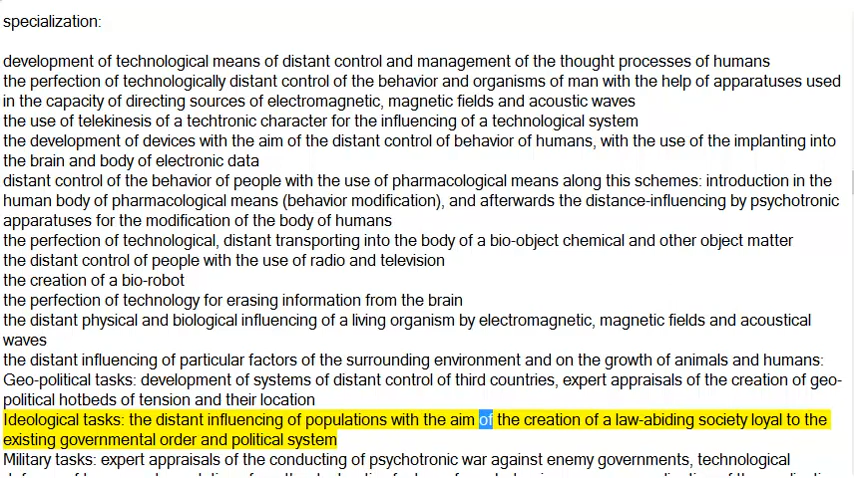 specialization:
development of technological means of distant control and management of the thought processes of humans
the perfection of technologically distant control of the behavior and organisms of man with the help of apparatuses used
in the capacity of directing sources of electromagnetic, magnetic fields and acoustic waves
the use of telekinesis of a techtronic character for the influencing of a technological system
the development of devices with the aim of the distant control of behavior of humans, with the use of the implanting into
the brain and body of electronic data
distant control of the behavior of people with the use of pharmacological means along this schemes: introduction in the
human body of pharmacological means (behavior modification), and afterwards the distance-influencing by psychotronic
apparatuses for the modification of the body of humans
the perfection of technological, distant transporting into the body of a bio-object chemical and other object matter
the distant control of people with the use of radio and television
the creation of a bio-robot
the perfection of technology for erasing information from the brain
the distant physical and biological influencing of a living organism by electromagnetic, magnetic fields and acoustical
waves
the distant influencing of particular factors of the surrounding environment and on the growth of animals and humans:
Geo-political tasks: development of systems of distant control of third countries, expert appraisals of the creation of geo-
political hotbeds of tension and their location
Ideological tasks: the distant influencing of populations with the aim of the creation of a law-abiding society loyal to the
existing governmental order and political system
Military tasks: expert appraisals of the conducting of psychotronic war against enemy governments, technological